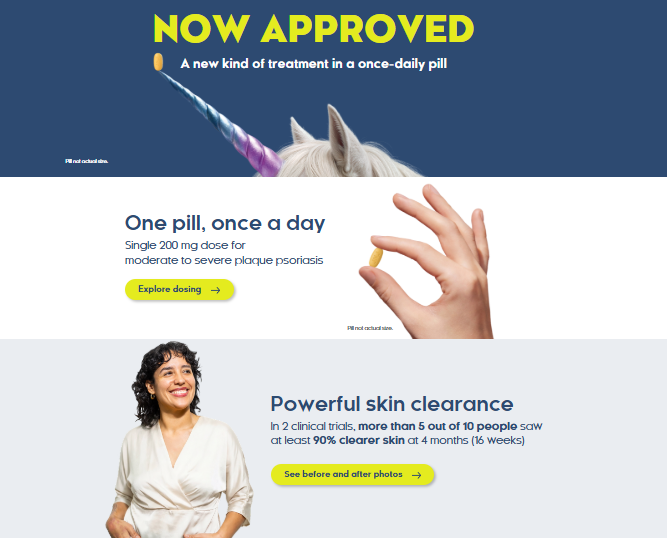 NOW APPROVED
A new kind of treatment in a once-daily pill
Pill not actual size.
One pill, once a day
Single 200 mg dose for
moderate to severe plaque psoriasis
Explore dosing →
Pill not actual size.
Powerful skin clearance
In 2 clinical trials, more than 5 out of 10 people saw
at least 90% clearer skin at 4 months (16 weeks)
See before and after photos →